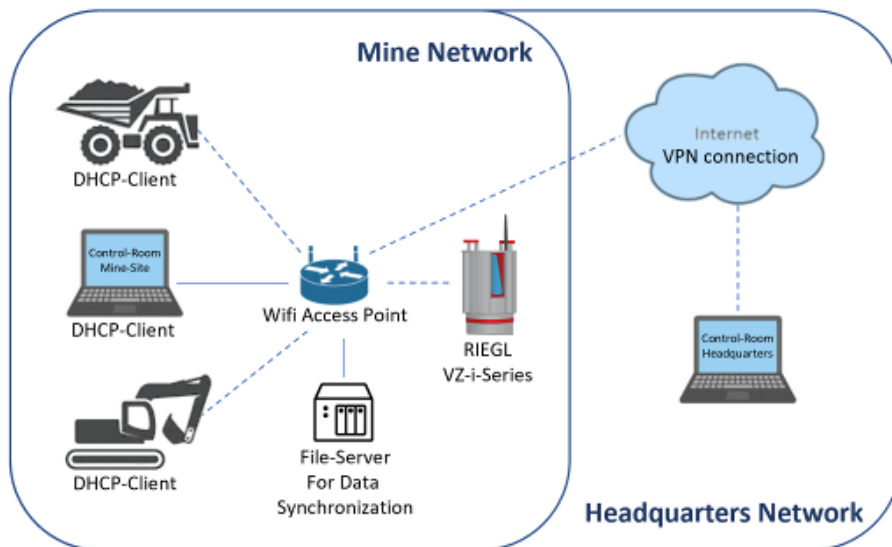 Mine Network
DHCP-Client
Internet
VPN connection
Control-Room
Mine-Site
DHCP-Client
Wifi Access Point
RIEGL
VZ-i-Series
Control-Room
Headquarters
DHCP-Client
File-Server
For Data
Synchronization
Headquarters Network